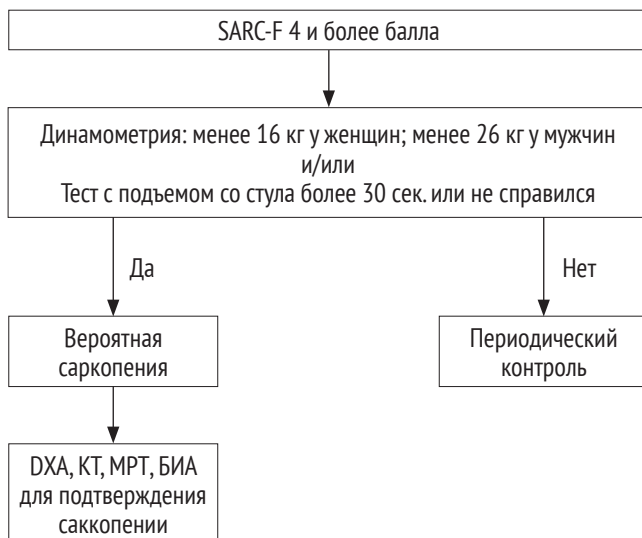 SARC-F 4 и более балла
Динамометрия: менее 16 кг у женщин; менее 26 кг у мужчин
и/или
Тест с подъемом со стула более 30 сек. или не справился
Да
Нет
Вероятная
саркопения
Периодический
контроль
DXA, КТ, МРТ, БИА
для подтверждения
саккопении